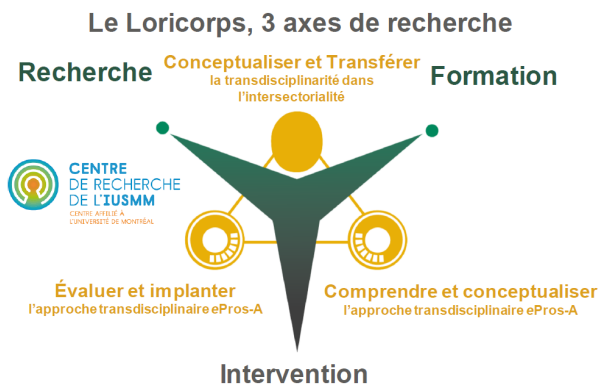 Le Loricorps, 3 axes de recherche
Recherche
Conceptualiser et Transférer
la transdisciplinarité dans
l'intersectorialité
Formation
CENTRE
DE RECHERCHE
DE L'IUSMM
CENTRE AFFILIÉ À
L'UNIVERSITÉ DE MONTRÉAL
Évaluer et implanter
l'approche transdisciplinaire ePros-A
Comprendre et conceptualiser
l'approche transdisciplinaire ePros-A
Intervention